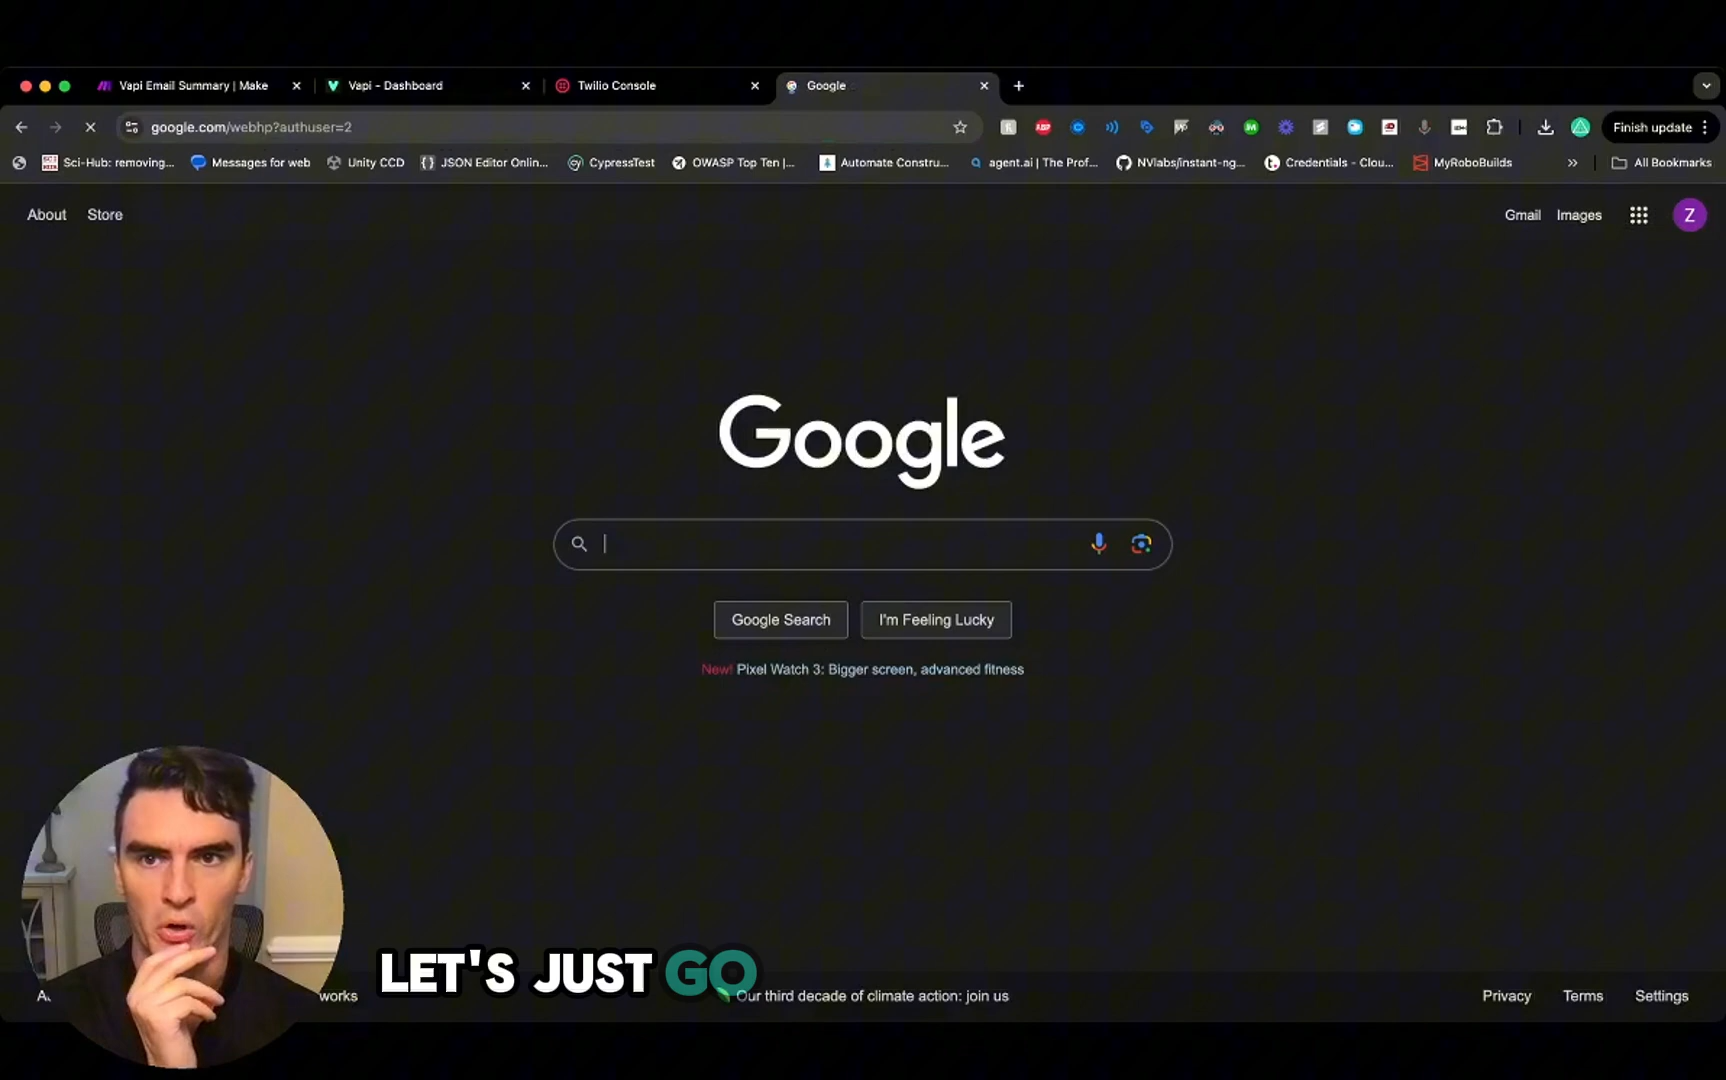 Vapi Email Summary | Make
Vapi - Dashboard
Twilio Console
Google
google.com/webhp?authuser=2
Finish update
Sci-Hub: removing...
Messages for web
Unity CCD
JSON Editor Onlin...
CypressTest
OWASP Top Ten |...
Automate Constru...
agent.ai | The Prof...
NVlabs/instant-ng...
Credentials - Clou...
MyRoboBuilds
All Bookmarks
About
Store
Gmail
Images
Z
Google
Google Search
I'm Feeling Lucky
New! Pixel Watch 3: Bigger screen, advanced fitness
LET'S JUST GO
works
Our third decade of climate action: join us
Privacy
Terms
Settings